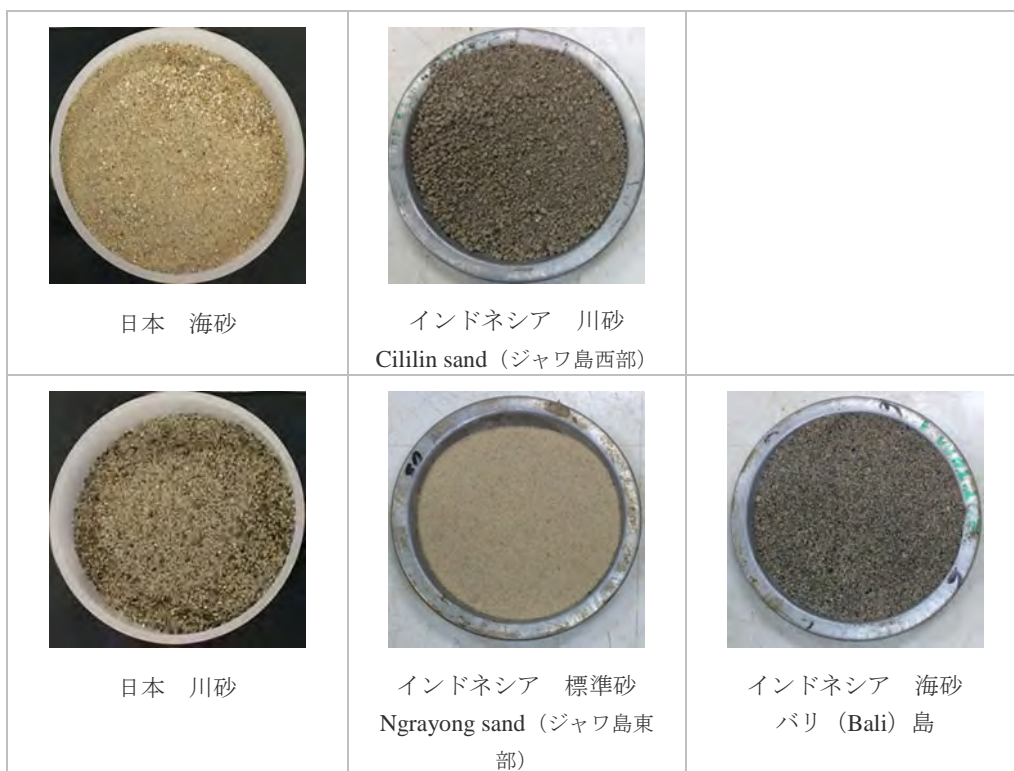 日本　海砂
インドネシア　川砂
Cililin sand（ジャワ島西部）
日本　川砂
インドネシア　標準砂
Ngrayong sand（ジャワ島東
部）
インドネシア　海砂
バリ（Bali）島